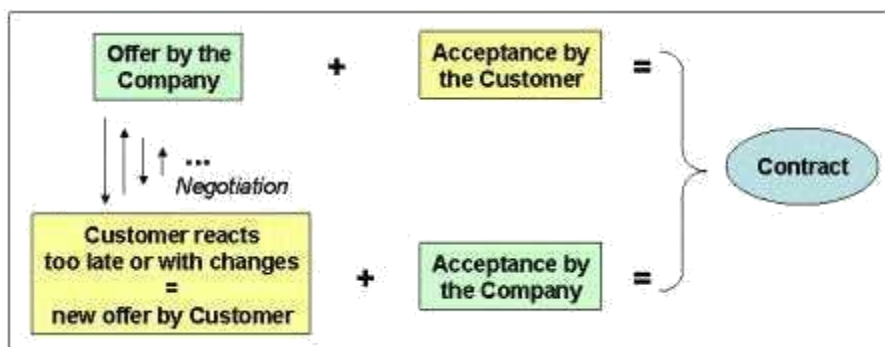 Offer by the
Company
+
Acceptance by
the Customer
=
...
Negotiation
Contract
Customer reacts
too late or with changes
=
new offer by Customer
+
Acceptance by
the Company
=